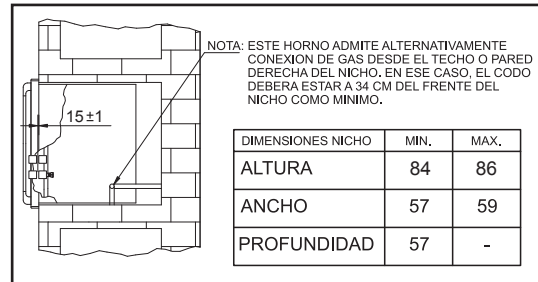 NOTA: ESTE HORNO ADMITE ALTERNATIVAMENTE
CONEXION DE GAS DESDE EL TECHO O PARED
DERECHA DEL NICHO. EN ESE CASO, EL CODO
DEBERA ESTAR A 34 CM DEL FRENTE DEL
NICHO COMO MINIMO.
15±1
DIMENSIONES NICHO MIN. MAX.
ALTURA 84 86
ANCHO 57 59
PROFUNDIDAD 57 -